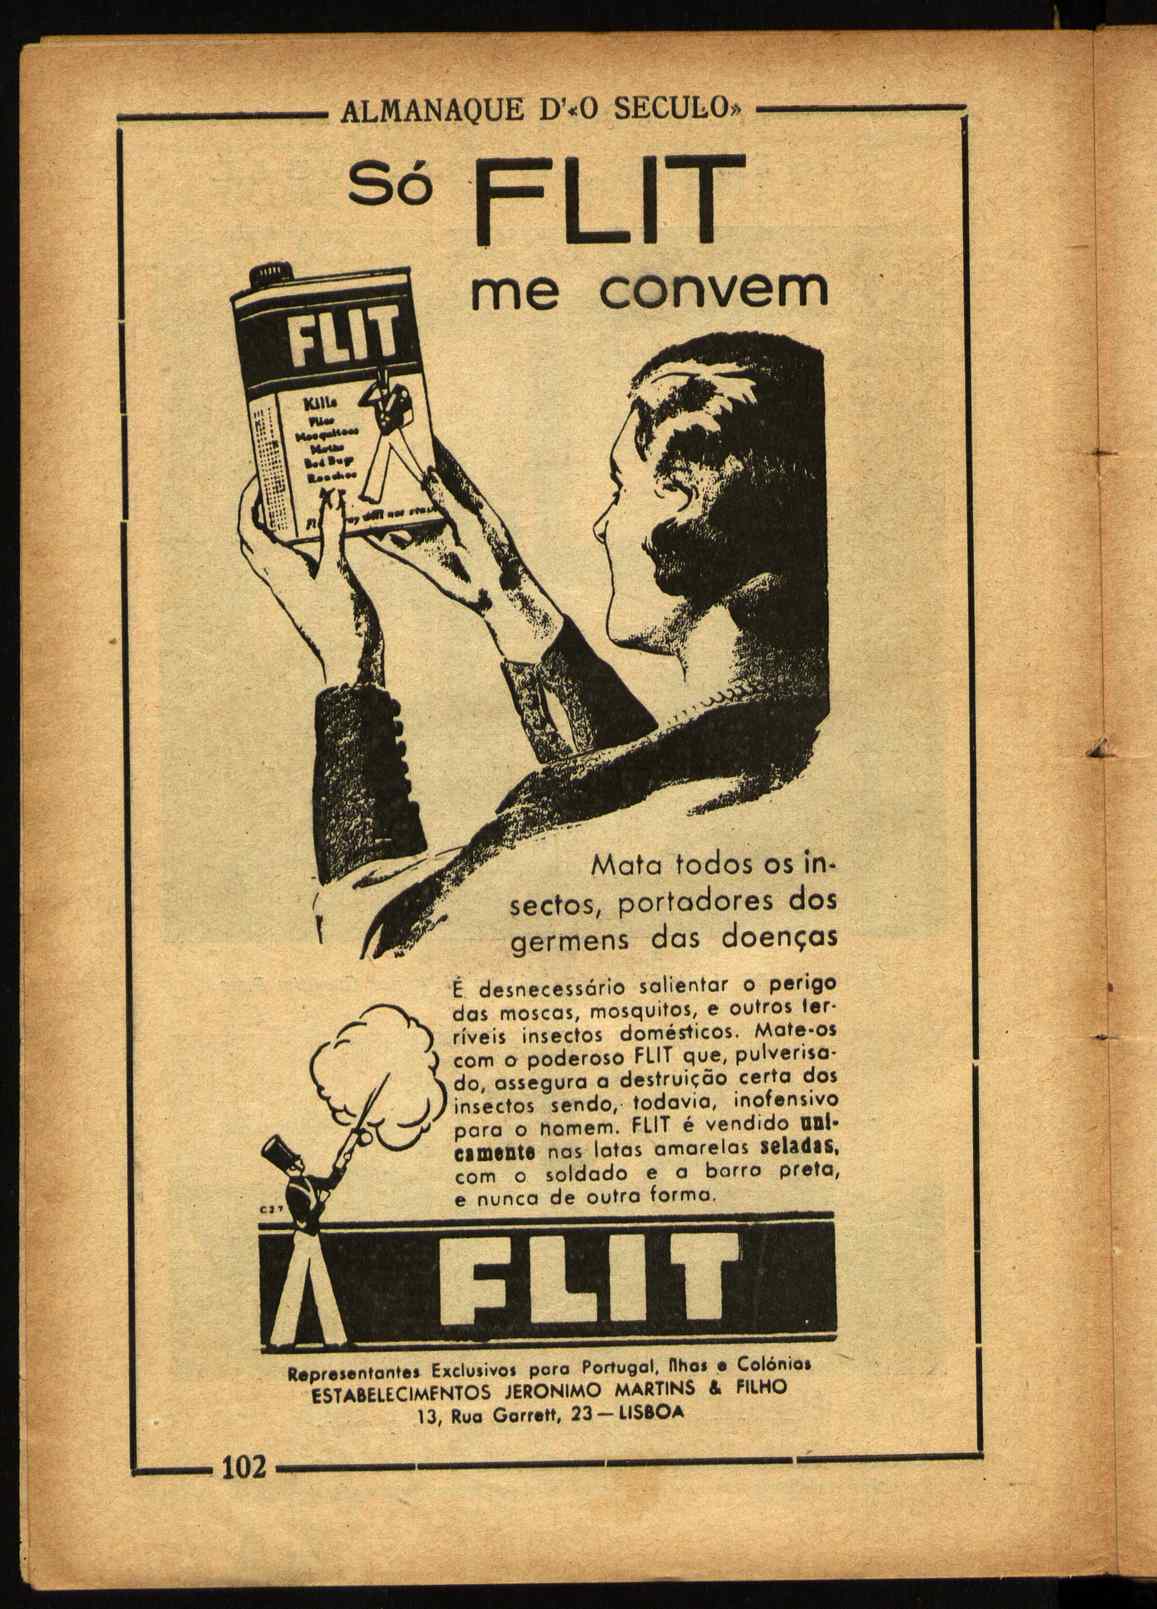 ALMANAQUE D'«O SECULO»
Só FLIT
me convem
FLIT
Kills
Flies
Mosquitoes
Moths
Bed Bugs
Roaches
Mata todos os in-
sectos, portadores dos
germens das doenças
É desnecessário salientar o perigo
das moscas, mosquitos, e outros ter-
ríveis insectos domésticos. Mate-os
com o poderoso FLIT que, pulverisa-
do, assegura a destruição certa dos
insectos sendo, todavia, inofensivo
para o homem. FLIT é vendido uni-
camente nas latas amarelas seladas,
com o soldado e a barra preta,
e nunca de outra forma.
C27
FLIT
Representantes Exclusivos para Portugal, Ilhas e Colónias
ESTABELECIMENTOS JERONIMO MARTINS & FILHO
13, Rua Garrett, 23 — LISBOA
102